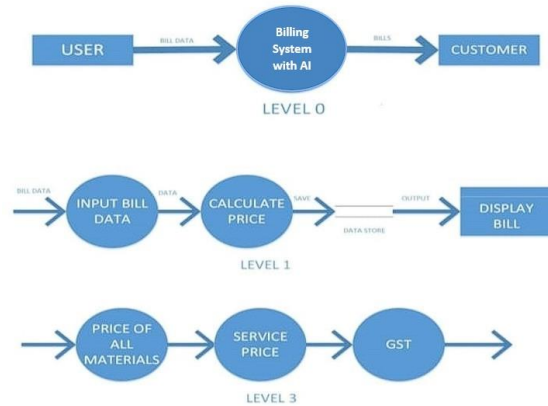 USER
BILL DATA
Billing
System
with AI
BILLS
CUSTOMER
LEVEL 0
BILL DATA
INPUT BILL
DATA
DATA
CALCULATE
PRICE
SAVE
DATA STORE
OUTPUT
DISPLAY
BILL
LEVEL 1
PRICE OF
ALL
MATERIALS
SERVICE
PRICE
GST
LEVEL 3